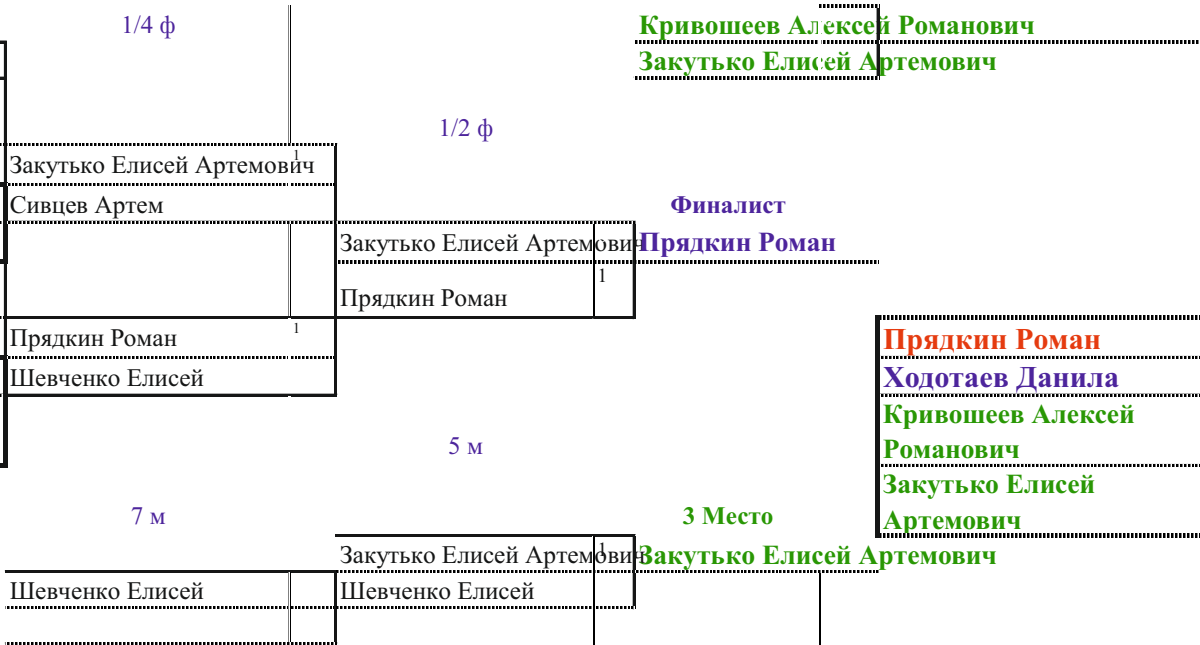 1/4 ф
Кривошеев Алексей Романович
Закутько Елисей Артемович
1/2 ф
Закутько Елисей Артемович 1
Сивцев Артем
Финалист
Закутько Елисей Артемович
Прядкин Роман
1
Прядкин Роман
Прядкин Роман 1
Шевченко Елисей
Прядкин Роман
Ходотаев Данила
Кривошеев Алексей
Романович
Закутько Елисей
Артемович
5 м
7 м
3 Место
Закутько Елисей Артемович 1
Закутько Елисей Артемович
Шевченко Елисей
Шевченко Елисей